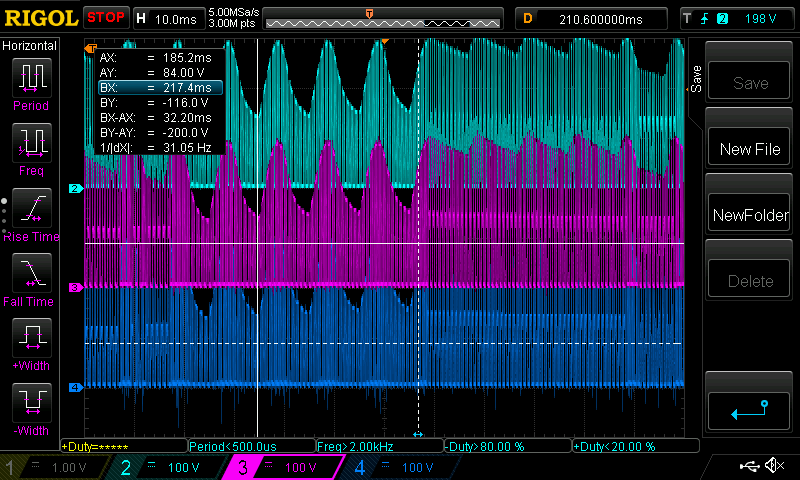 RIGOL STOP H 10.0ms 5.00MSa/s 3.00M pts T D 210.600000ms T 2 198 V
Horizontal
Period
Freq
Rise Time
Fall Time
+Width
-Width
T
AX: = 185.2ms
AY: = 84.00 V
BX: = 217.4ms
BY: = -116.0 V
BX-AX: = 32.20ms
BY-AY: = -200.0 V
1/|dX|: = 31.05 Hz
2
3
4
Save
Save
New File
NewFolder
Delete
+Duty=***** Period<500.0us Freq>2.00kHz -Duty>80.00 % +Duty<20.00 %
1 = 1.00 V 2 = 100 V 3 = 100 V 4 = 100 V